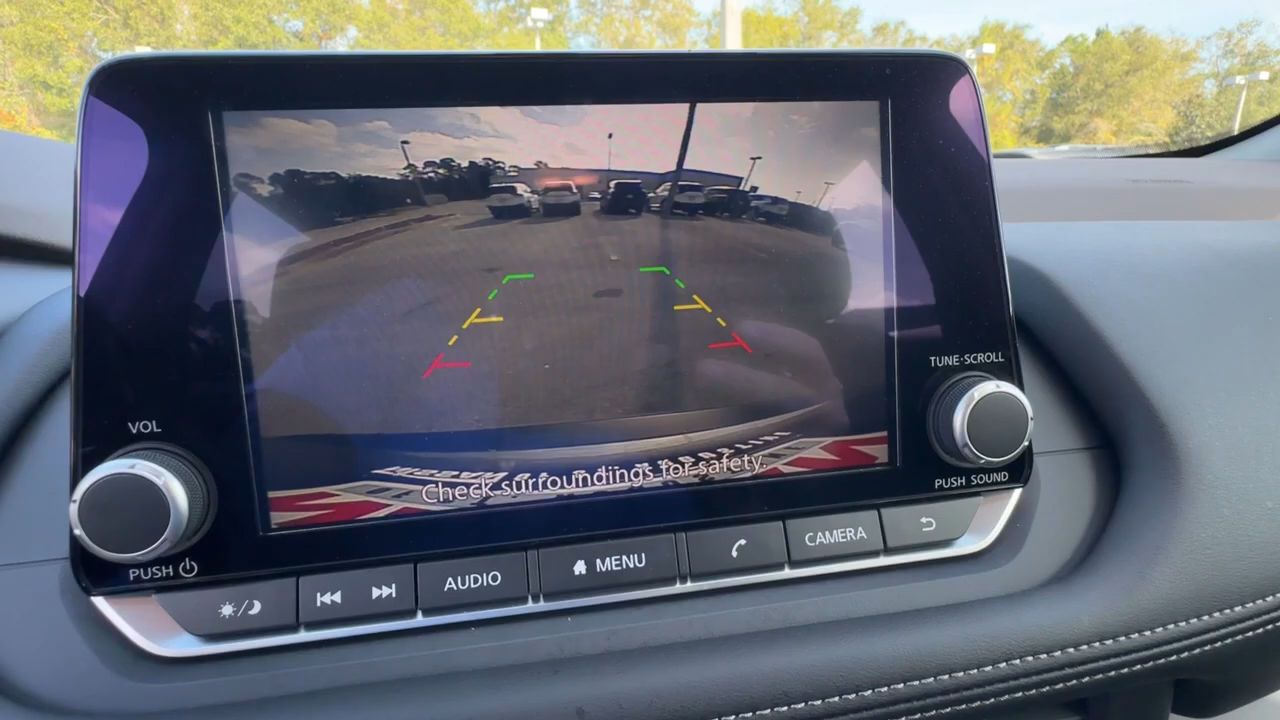 Check surroundings for safety.
VOL
PUSH
TUNE·SCROLL
PUSH SOUND
AUDIO
MENU
CAMERA